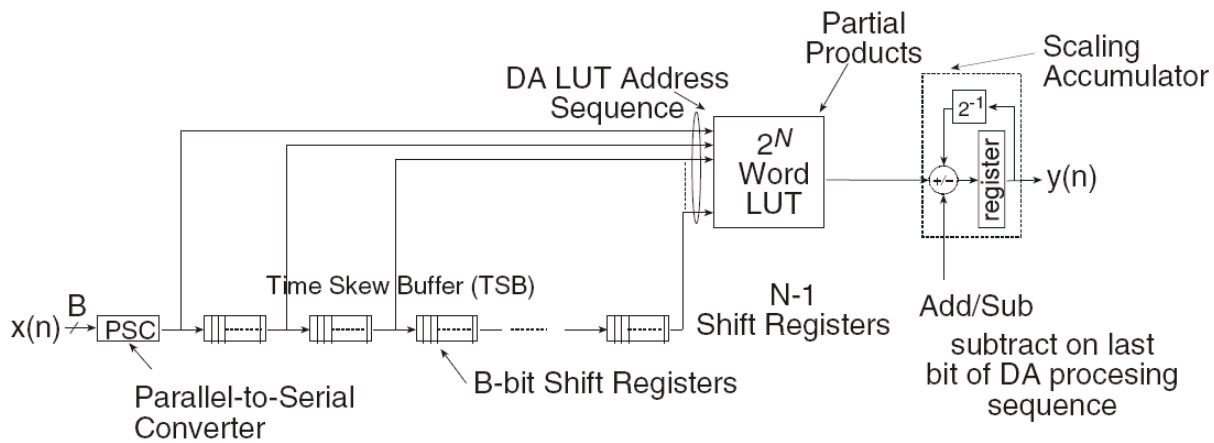 Partial
Products
Scaling
Accumulator
DA LUT Address
Sequence
2^N
Word
LUT
2^-1
+/-
register
y(n)
Time Skew Buffer (TSB)
N-1
Shift Registers
Add/Sub
subtract on last
bit of DA procesing
sequence
B
x(n)
PSC
B-bit Shift Registers
Parallel-to-Serial
Converter